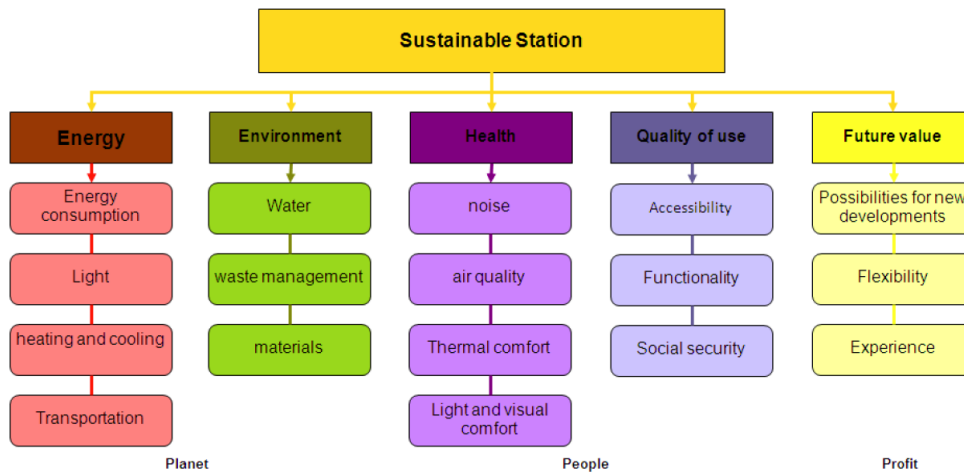 Sustainable Station
Energy
Environment
Health
Quality of use
Future value
Energy
consumption
Water
noise
Accessibility
Possibilities for new
developments
Light
waste management
air quality
Functionality
Flexibility
heating and cooling
materials
Thermal comfort
Social security
Experience
Transportation
Light and visual
comfort
Planet
People
Profit